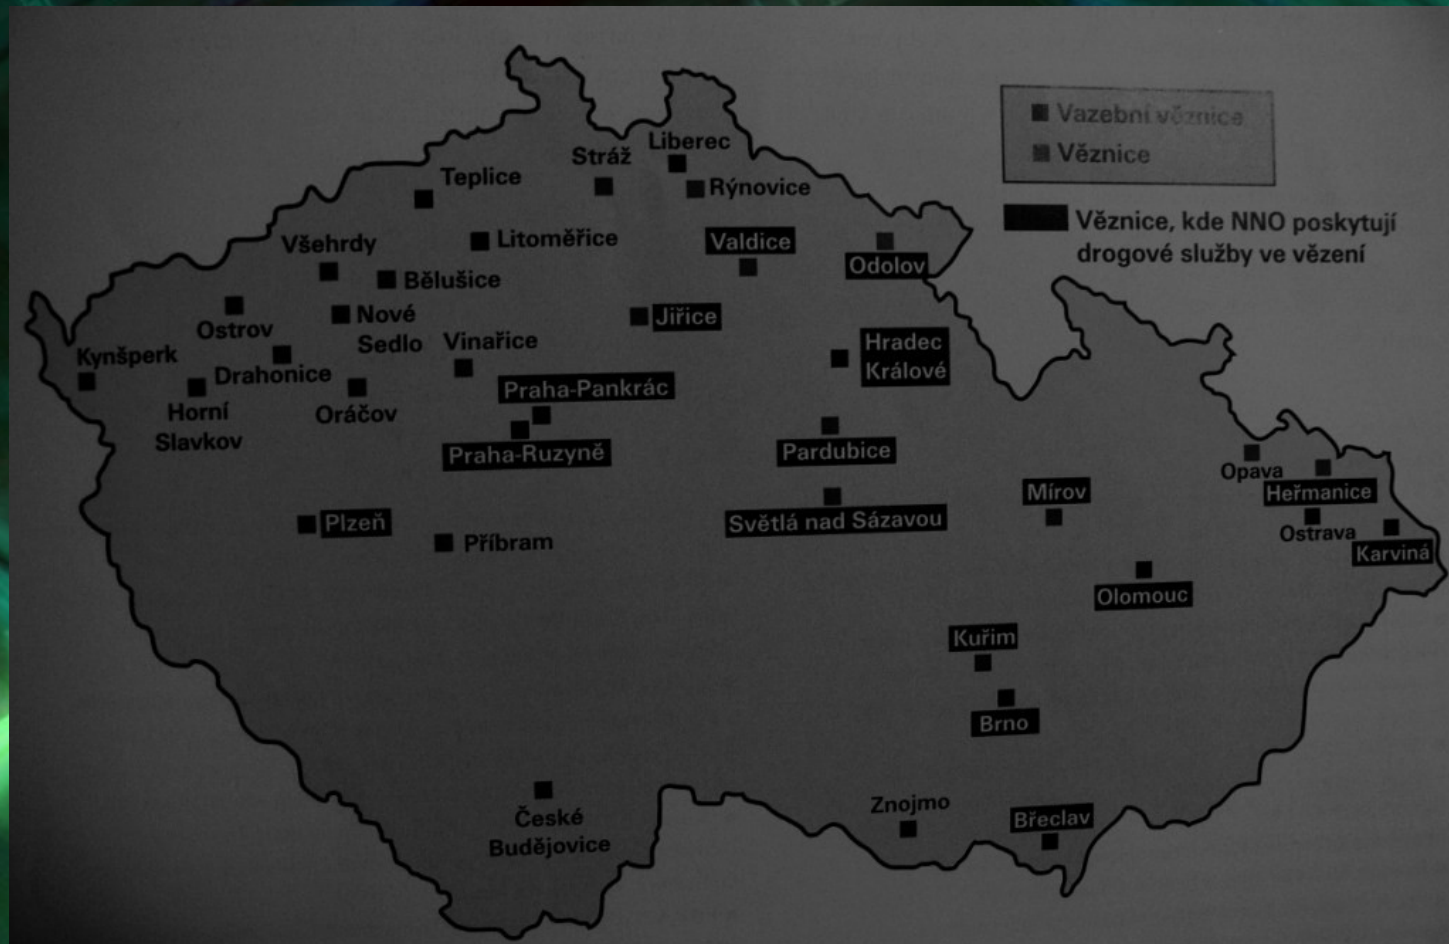 Vazební věznice
Věznice
Věznice, kde NNO poskytují
drogové služby ve vězení
Liberec
Stráž
Teplice
Rýnovice
Litoměřice
Valdice
Všehrdy
Odolov
Bělušice
Ostrov
Nové
Sedlo
Jiřice
Vinařice
Hradec
Králové
Kynšperk
Drahonice
Praha-Pankrác
Horní
Slavkov
Oráčov
Praha-Ruzyně
Pardubice
Opava
Heřmanice
Mírov
Plzeň
Světlá nad Sázavou
Ostrava
Příbram
Karviná
Olomouc
Kuřim
Brno
České
Budějovice
Znojmo
Břeclav